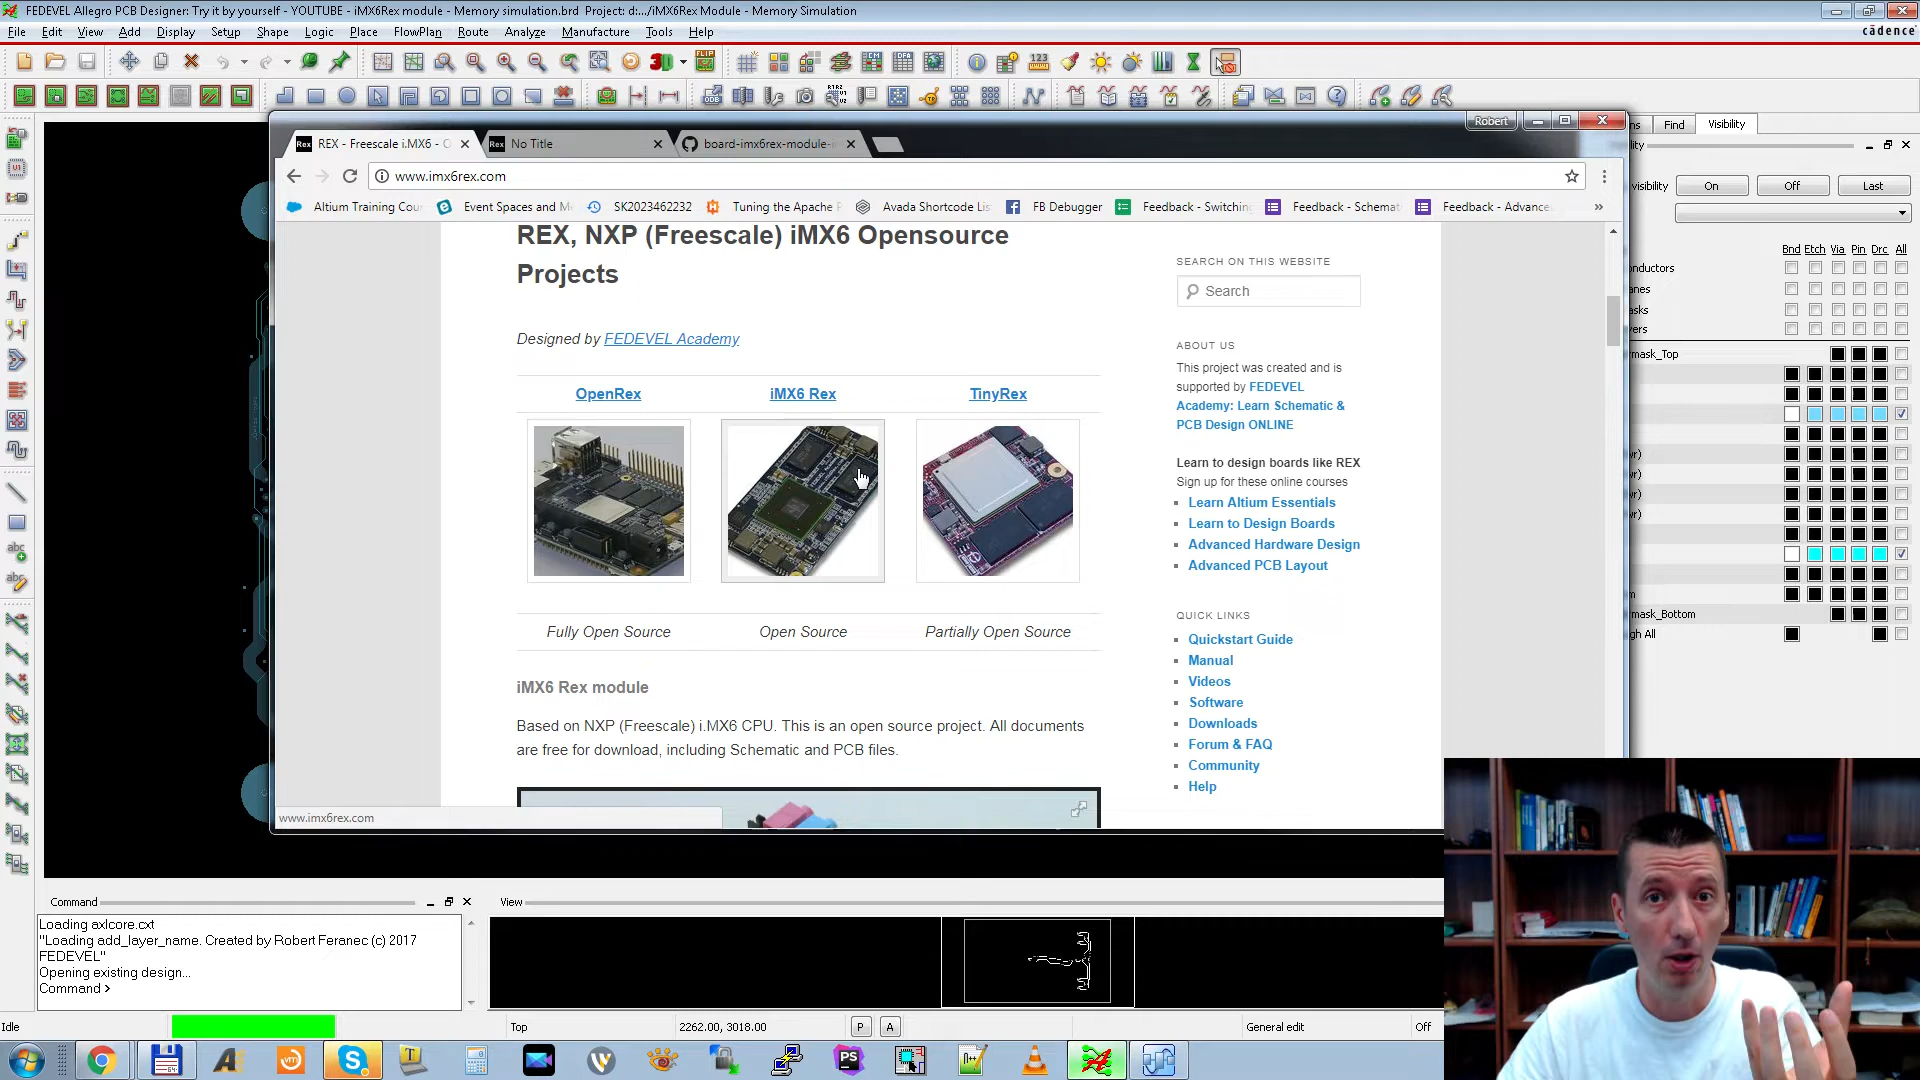 FEDEVEL Allegro PCB Designer: Try it by yourself - YOUTUBE - iMX6Rex module - Memory simulation.brd Project: d:.../iMX6Rex Module - Memory Simulation
File Edit View Add Display Setup Shape Logic Place FlowPlan Route Analyze Manufacture Tools Help
cādence
Robert
Find Visibility
REX - Freescale i.MX6 - O
No Title
board-imx6rex-module-
www.imx6rex.com
visibility On Off Last
Altium Training Cou
Event Spaces and M
SK2023462232
Tuning the Apache P
Avada Shortcode Lis
FB Debugger
Feedback - Switching
Feedback - Schemat
Feedback - Advance
»
REX, NXP (Freescale) iMX6 Opensource
Projects
Designed by FEDEVEL Academy
OpenRex iMX6 Rex TinyRex
Fully Open Source Open Source Partially Open Source
iMX6 Rex module
Based on NXP (Freescale) i.MX6 CPU. This is an open source project. All documents
are free for download, including Schematic and PCB files.
www.imx6rex.com
SEARCH ON THIS WEBSITE
Search
ABOUT US
This project was created and is
supported by FEDEVEL
Academy: Learn Schematic &
PCB Design ONLINE
Learn to design boards like REX
Sign up for these online courses
Learn Altium Essentials
Learn to Design Boards
Advanced Hardware Design
Advanced PCB Layout
QUICK LINKS
Quickstart Guide
Manual
Videos
Software
Downloads
Forum & FAQ
Community
Help
Bnd Etch Via Pin Drc All
onductors
anes
asks
yers
mask_Top
mask_Bottom
gh All
Command
Loading axlcore.cxt
"Loading add_layer_name. Created by Robert Feranec (c) 2017
FEDEVEL"
Opening existing design...
Command >
View
Idle
Top
2262.00, 3018.00
P
A
General edit
Off